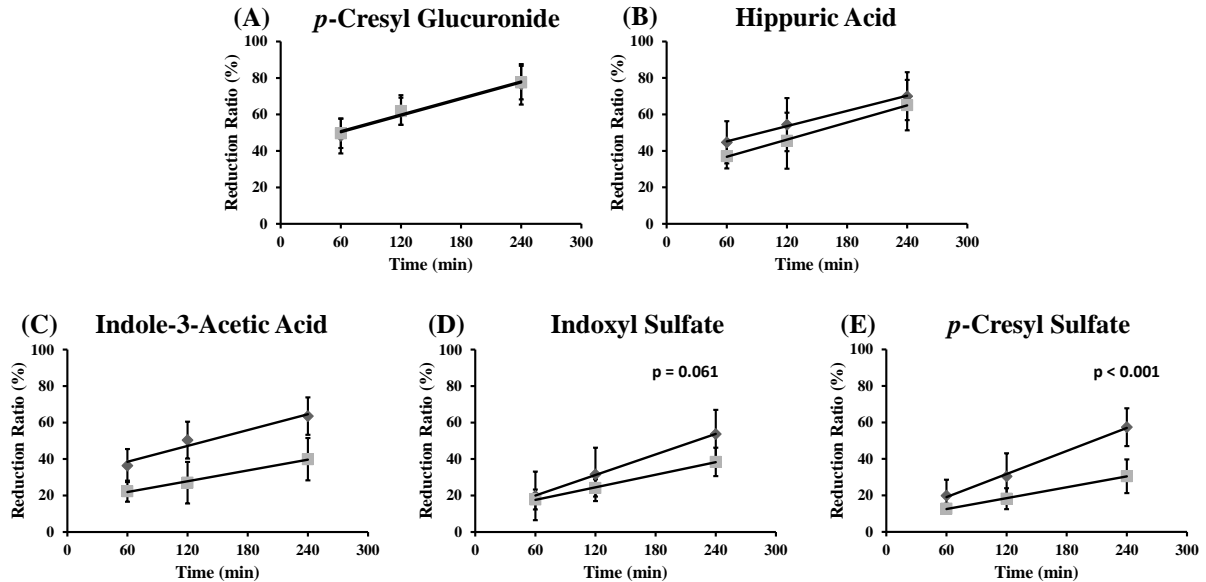 (A) p-Cresyl Glucuronide
Reduction Ratio (%)
100
80
60
40
20
0
0 60 120 180 240 300
Time (min)
(B) Hippuric Acid
Reduction Ratio (%)
100
80
60
40
20
0
0 60 120 180 240 300
Time (min)
(C) Indole-3-Acetic Acid
Reduction Ratio (%)
100
80
60
40
20
0
0 60 120 180 240 300
Time (min)
(D) Indoxyl Sulfate
p = 0.061
Reduction Ratio (%)
100
80
60
40
20
0
0 60 120 180 240 300
Time (min)
(E) p-Cresyl Sulfate
p < 0.001
Reduction Ratio (%)
100
80
60
40
20
0
0 60 120 180 240 300
Time (min)